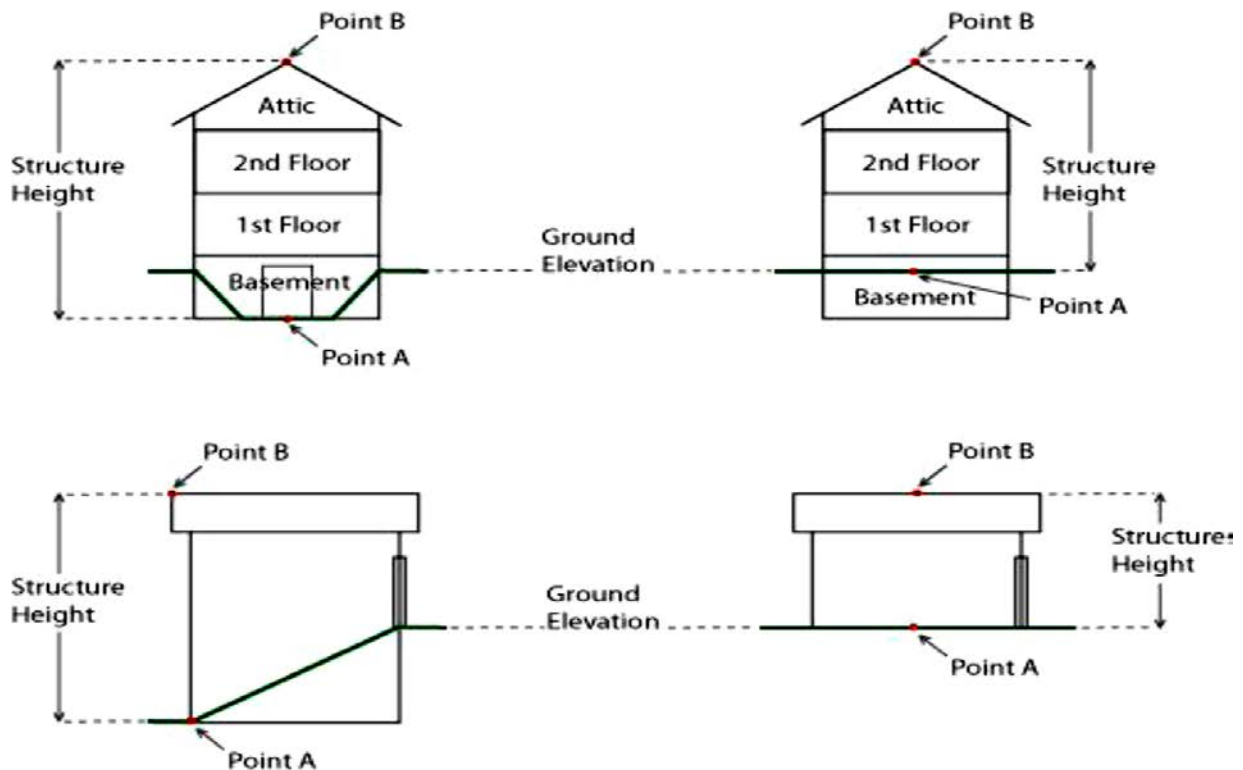 Point B
Point B
Attic
Attic
Structure
Height
2nd Floor
2nd Floor
Structure
Height
1st Floor
Ground
Elevation
1st Floor
Basement
Basement
Point A
Point A
Point B
Point B
Structure
Height
Ground
Elevation
Structures
Height
Point A
Point A